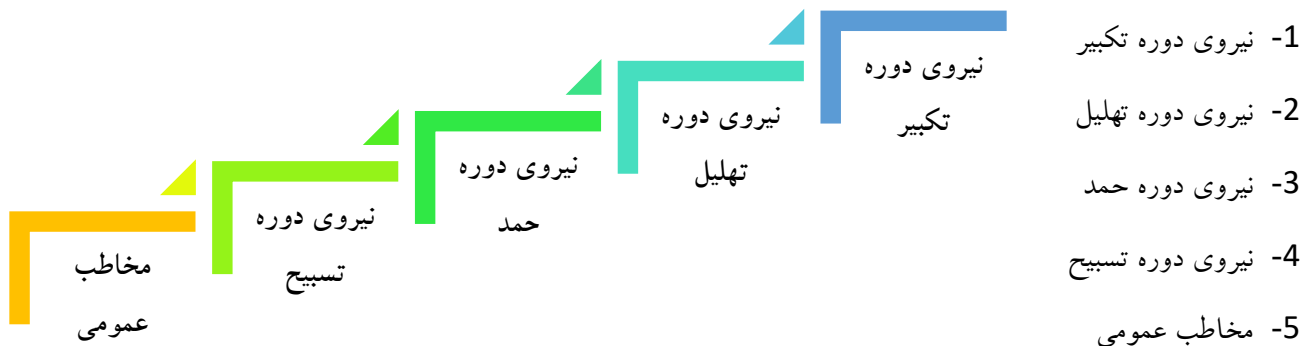 1- نیروی دوره تکبیر
2- نیروی دوره تهلیل
3- نیروی دوره حمد
4- نیروی دوره تسبیح
5- مخاطب عمومی
نیروی دوره
تکبیر
نیروی دوره
تهلیل
نیروی دوره
حمد
نیروی دوره
تسبیح
مخاطب
عمومی